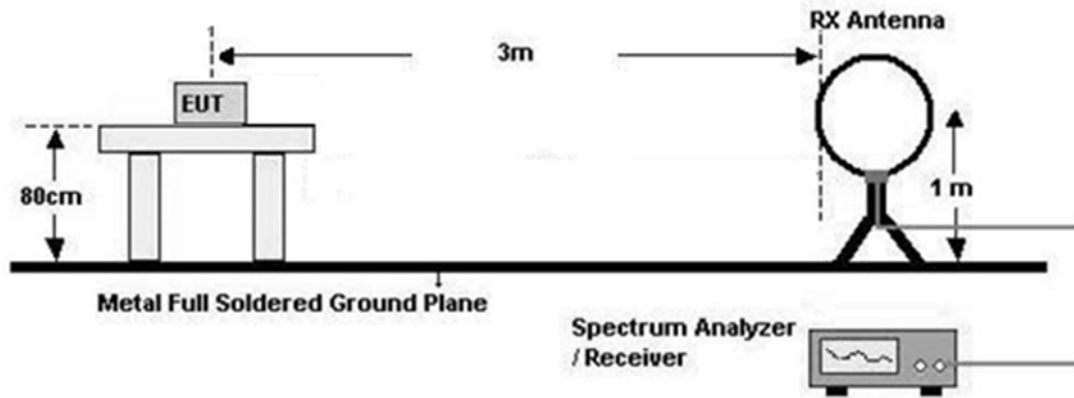 RX Antenna
3m
EUT
80cm
1 m
Metal Full Soldered Ground Plane
Spectrum Analyzer
/ Receiver